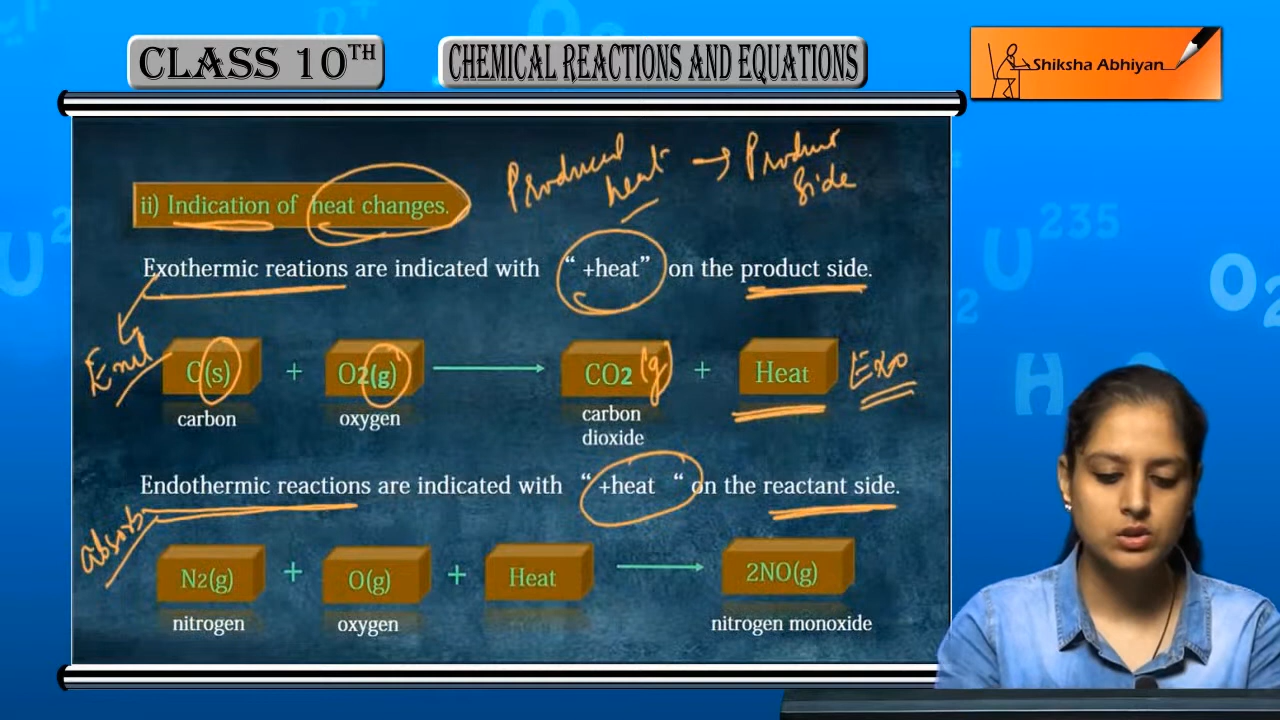 CLASS 10TH
CHEMICAL REACTIONS AND EQUATIONS
Shiksha Abhiyan
Produced heat → Product side
ii) Indication of heat changes.
Exothermic reations are indicated with “ +heat” on the product side.
C(s) + O2(g) → CO2 (g) + Heat Exo
carbon oxygen carbon dioxide
Endothermic reactions are indicated with “ +heat “ on the reactant side.
absorb
N2(g) + O(g) + Heat → 2NO(g)
nitrogen oxygen nitrogen monoxide
U 235
O2
H